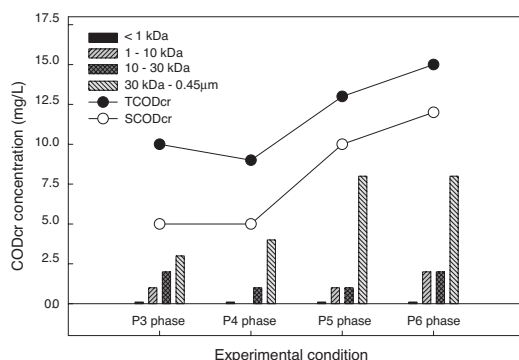 17.5
15.0
12.5
10.0
7.5
5.0
2.5
0.0
CODcr concentration (mg/L)
< 1 kDa
1 - 10 kDa
10 - 30 kDa
30 kDa - 0.45μm
TCODcr
SCODcr
P3 phase P4 phase P5 phase P6 phase
Experimental condition